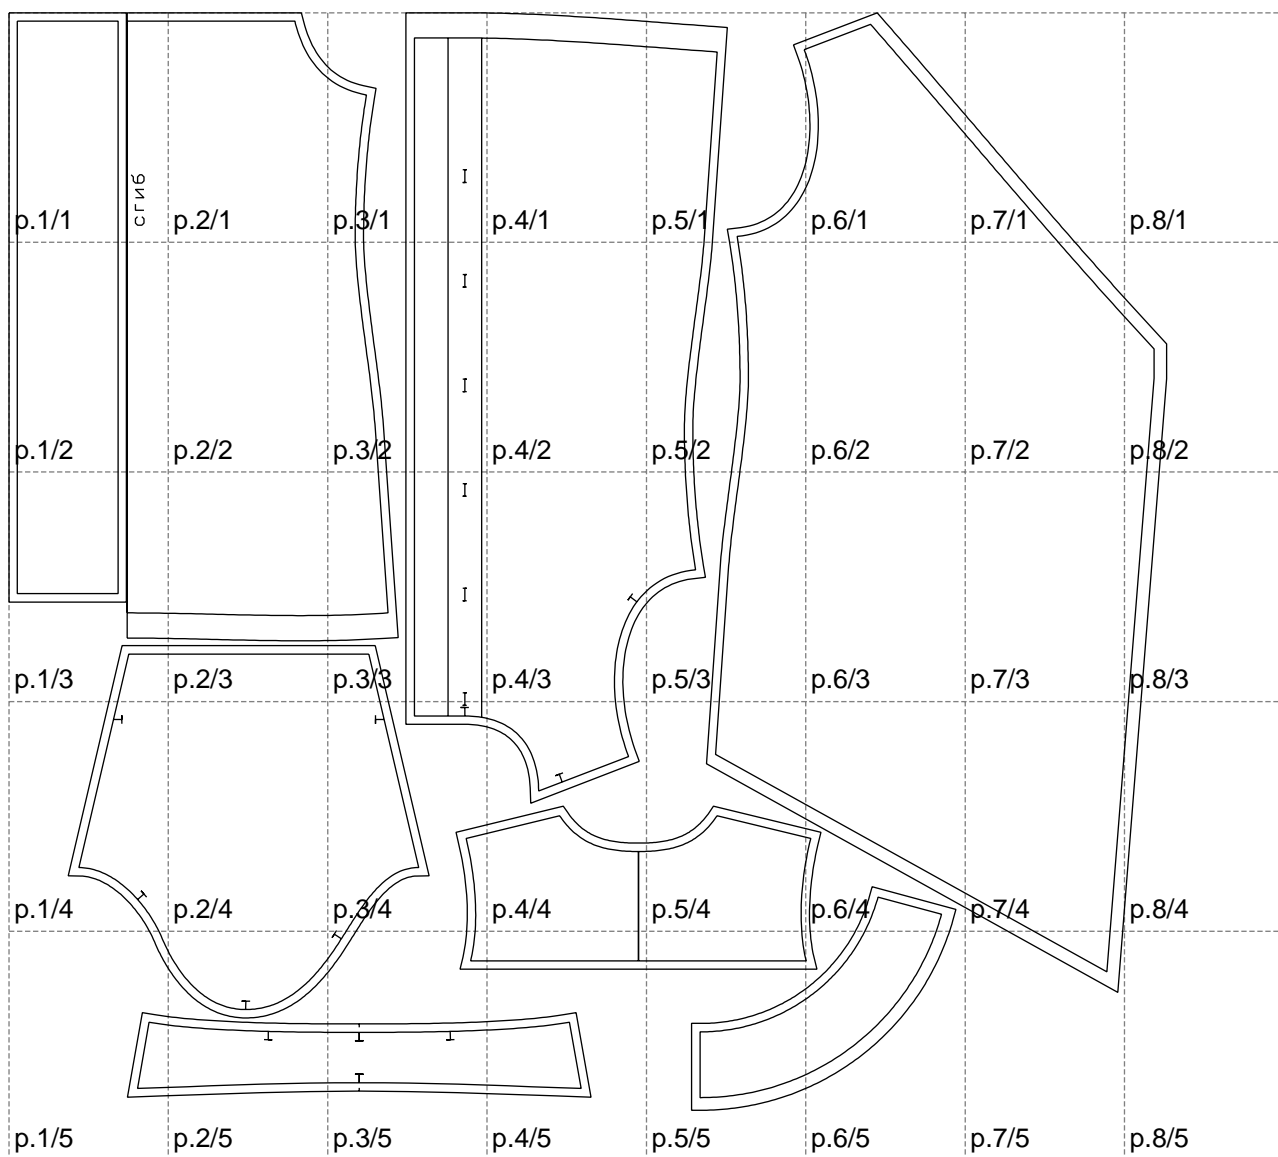 сгиб
p.1/1 p.2/1 p.3/1 p.4/1 p.5/1 p.6/1 p.7/1 p.8/1
p.1/2 p.2/2 p.3/2 p.4/2 p.5/2 p.6/2 p.7/2 p.8/2
p.1/3 p.2/3 p.3/3 p.4/3 p.5/3 p.6/3 p.7/3 p.8/3
p.1/4 p.2/4 p.3/4 p.4/4 p.5/4 p.6/4 p.7/4 p.8/4
p.1/5 p.2/5 p.3/5 p.4/5 p.5/5 p.6/5 p.7/5 p.8/5